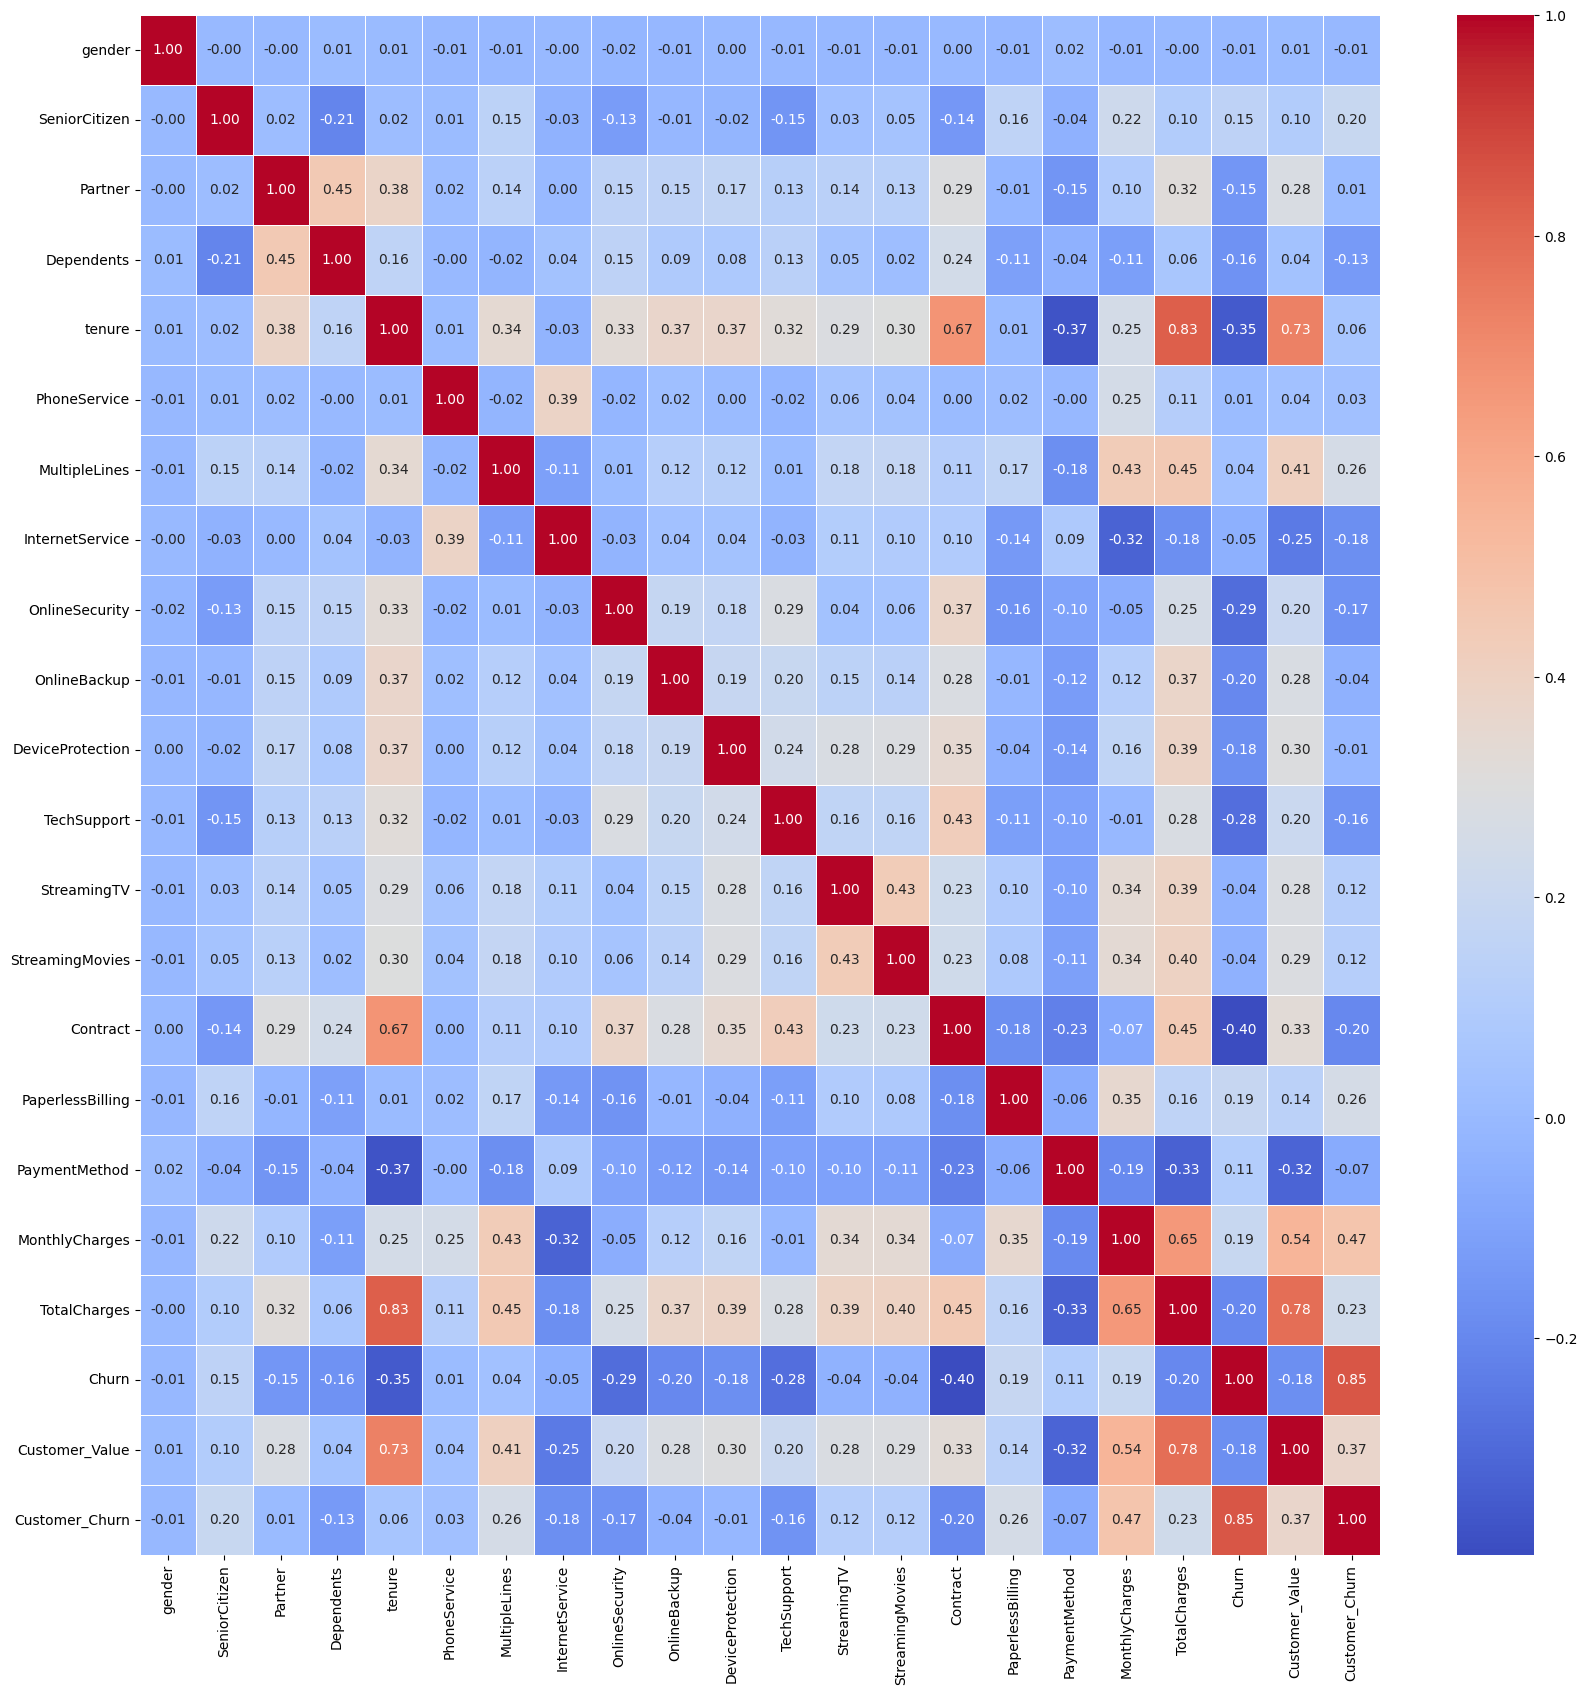 gender 1.00 -0.00 -0.00 0.01 0.01 -0.01 -0.01 -0.00 -0.02 -0.01 0.00 -0.01 -0.01 -0.01 0.00 -0.01 0.02 -0.01 -0.00 -0.01 0.01 -0.01
SeniorCitizen -0.00 1.00 0.02 -0.21 0.02 0.01 0.15 -0.03 -0.13 -0.01 -0.02 -0.15 0.03 0.05 -0.14 0.16 -0.04 0.22 0.10 0.15 0.10 0.20
Partner -0.00 0.02 1.00 0.45 0.38 0.02 0.14 0.00 0.15 0.15 0.17 0.13 0.14 0.13 0.29 -0.01 -0.15 0.10 0.32 -0.15 0.28 0.01
Dependents 0.01 -0.21 0.45 1.00 0.16 -0.00 -0.02 0.04 0.15 0.09 0.08 0.13 0.05 0.02 0.24 -0.11 -0.04 -0.11 0.06 -0.16 0.04 -0.13
tenure 0.01 0.02 0.38 0.16 1.00 0.01 0.34 -0.03 0.33 0.37 0.37 0.32 0.29 0.30 0.67 0.01 -0.37 0.25 0.83 -0.35 0.73 0.06
PhoneService -0.01 0.01 0.02 -0.00 0.01 1.00 -0.02 0.39 -0.02 0.02 0.00 -0.02 0.06 0.04 0.00 0.02 -0.00 0.25 0.11 0.01 0.04 0.03
MultipleLines -0.01 0.15 0.14 -0.02 0.34 -0.02 1.00 -0.11 0.01 0.12 0.12 0.01 0.18 0.18 0.11 0.17 -0.18 0.43 0.45 0.04 0.41 0.26
InternetService -0.00 -0.03 0.00 0.04 -0.03 0.39 -0.11 1.00 -0.03 0.04 0.04 -0.03 0.11 0.10 0.10 -0.14 0.09 -0.32 -0.18 -0.05 -0.25 -0.18
OnlineSecurity -0.02 -0.13 0.15 0.15 0.33 -0.02 0.01 -0.03 1.00 0.19 0.18 0.29 0.04 0.06 0.37 -0.16 -0.10 -0.05 0.25 -0.29 0.20 -0.17
OnlineBackup -0.01 -0.01 0.15 0.09 0.37 0.02 0.12 0.04 0.19 1.00 0.19 0.20 0.15 0.14 0.28 -0.01 -0.12 0.12 0.37 -0.20 0.28 -0.04
DeviceProtection 0.00 -0.02 0.17 0.08 0.37 0.00 0.12 0.04 0.18 0.19 1.00 0.24 0.28 0.29 0.35 -0.04 -0.14 0.16 0.39 -0.18 0.30 -0.01
TechSupport -0.01 -0.15 0.13 0.13 0.32 -0.02 0.01 -0.03 0.29 0.20 0.24 1.00 0.16 0.16 0.43 -0.11 -0.10 -0.01 0.28 -0.28 0.20 -0.16
StreamingTV -0.01 0.03 0.14 0.05 0.29 0.06 0.18 0.11 0.04 0.15 0.28 0.16 1.00 0.43 0.23 0.10 -0.10 0.34 0.39 -0.04 0.28 0.12
StreamingMovies -0.01 0.05 0.13 0.02 0.30 0.04 0.18 0.10 0.06 0.14 0.29 0.16 0.43 1.00 0.23 0.08 -0.11 0.34 0.40 -0.04 0.29 0.12
Contract 0.00 -0.14 0.29 0.24 0.67 0.00 0.11 0.10 0.37 0.28 0.35 0.43 0.23 0.23 1.00 -0.18 -0.23 -0.07 0.45 -0.40 0.33 -0.20
PaperlessBilling -0.01 0.16 -0.01 -0.11 0.01 0.02 0.17 -0.14 -0.16 -0.01 -0.04 -0.11 0.10 0.08 -0.18 1.00 -0.06 0.35 0.16 0.19 0.14 0.26
PaymentMethod 0.02 -0.04 -0.15 -0.04 -0.37 -0.00 -0.18 0.09 -0.10 -0.12 -0.14 -0.10 -0.10 -0.11 -0.23 -0.06 1.00 -0.19 -0.33 0.11 -0.32 -0.07
MonthlyCharges -0.01 0.22 0.10 -0.11 0.25 0.25 0.43 -0.32 -0.05 0.12 0.16 -0.01 0.34 0.34 -0.07 0.35 -0.19 1.00 0.65 0.19 0.54 0.47
TotalCharges -0.00 0.10 0.32 0.06 0.83 0.11 0.45 -0.18 0.25 0.37 0.39 0.28 0.39 0.40 0.45 0.16 -0.33 0.65 1.00 -0.20 0.78 0.23
Churn -0.01 0.15 -0.15 -0.16 -0.35 0.01 0.04 -0.05 -0.29 -0.20 -0.18 -0.28 -0.04 -0.04 -0.40 0.19 0.11 0.19 -0.20 1.00 -0.18 0.85
Customer_Value 0.01 0.10 0.28 0.04 0.73 0.04 0.41 -0.25 0.20 0.28 0.30 0.20 0.28 0.29 0.33 0.14 -0.32 0.54 0.78 -0.18 1.00 0.37
Customer_Churn -0.01 0.20 0.01 -0.13 0.06 0.03 0.26 -0.18 -0.17 -0.04 -0.01 -0.16 0.12 0.12 -0.20 0.26 -0.07 0.47 0.23 0.85 0.37 1.00
gender
SeniorCitizen
Partner
Dependents
tenure
PhoneService
MultipleLines
InternetService
OnlineSecurity
OnlineBackup
DeviceProtection
TechSupport
StreamingTV
StreamingMovies
Contract
PaperlessBilling
PaymentMethod
MonthlyCharges
TotalCharges
Churn
Customer_Value
Customer_Churn
1.0
0.8
0.6
0.4
0.2
0.0
−0.2